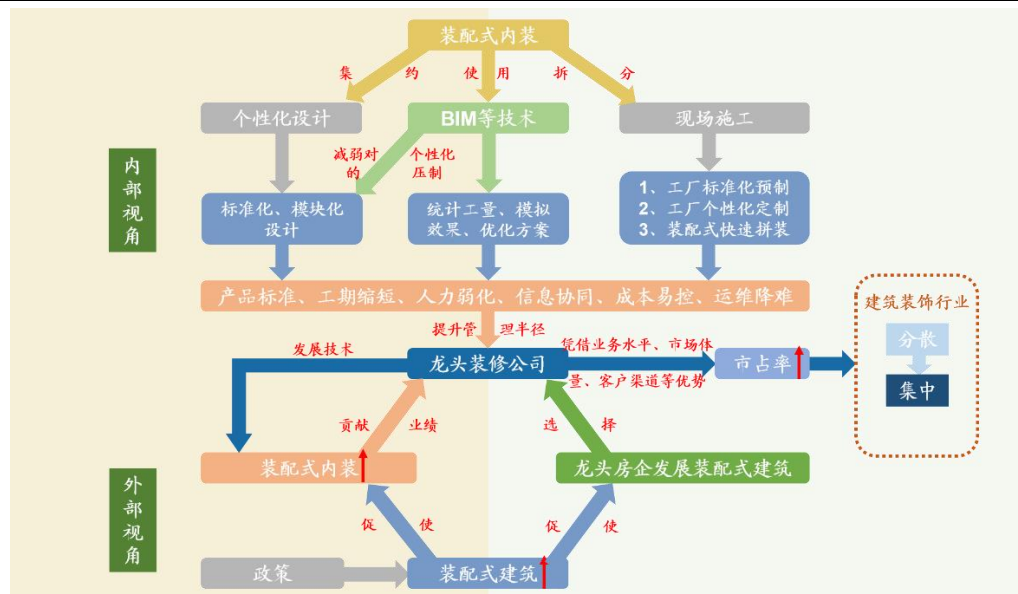 装配式内装
集约 使用 拆分
个性化设计
BIM等技术
现场施工
减弱对 个性化
的 压制
内部视角
标准化、模块化
设计
统计工量、模拟
效果、优化方案
1、工厂标准化预制
2、工厂个性化定制
3、装配式快速拼装
产品标准、工期缩短、人力弱化、信息协同、成本易控、运维降难
提升管理半径
发展技术
龙头装修公司
凭借业务水平、市场体
量、客户渠道等优势
市占率
建筑装饰行业
分散
集中
贡献 业绩
选择
装配式内装
龙头房企发展装配式建筑
外部视角
促使
促使
政策
装配式建筑